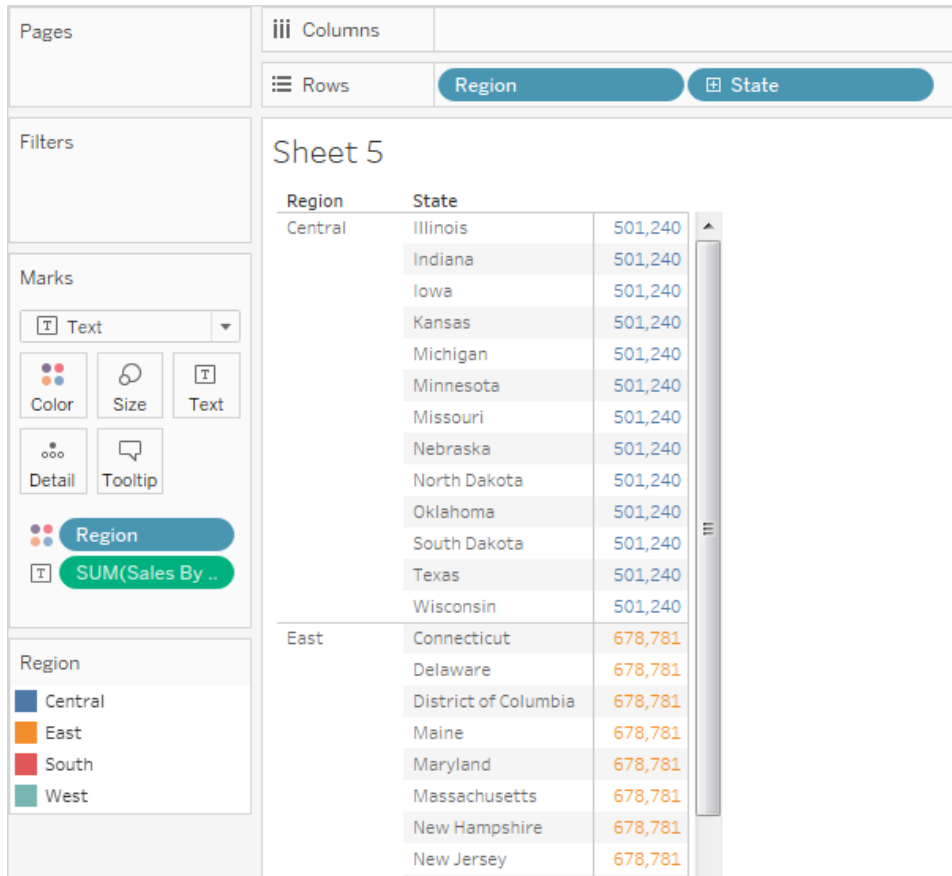 Pages
Columns
Rows Region State
Filters
Marks
Text
Color Size Text
Detail Tooltip
Region
SUM(Sales By ..
Region
Central
East
South
West
Sheet 5
Region State
Central Illinois 501,240
Indiana 501,240
Iowa 501,240
Kansas 501,240
Michigan 501,240
Minnesota 501,240
Missouri 501,240
Nebraska 501,240
North Dakota 501,240
Oklahoma 501,240
South Dakota 501,240
Texas 501,240
Wisconsin 501,240
East Connecticut 678,781
Delaware 678,781
District of Columbia 678,781
Maine 678,781
Maryland 678,781
Massachusetts 678,781
New Hampshire 678,781
New Jersey 678,781